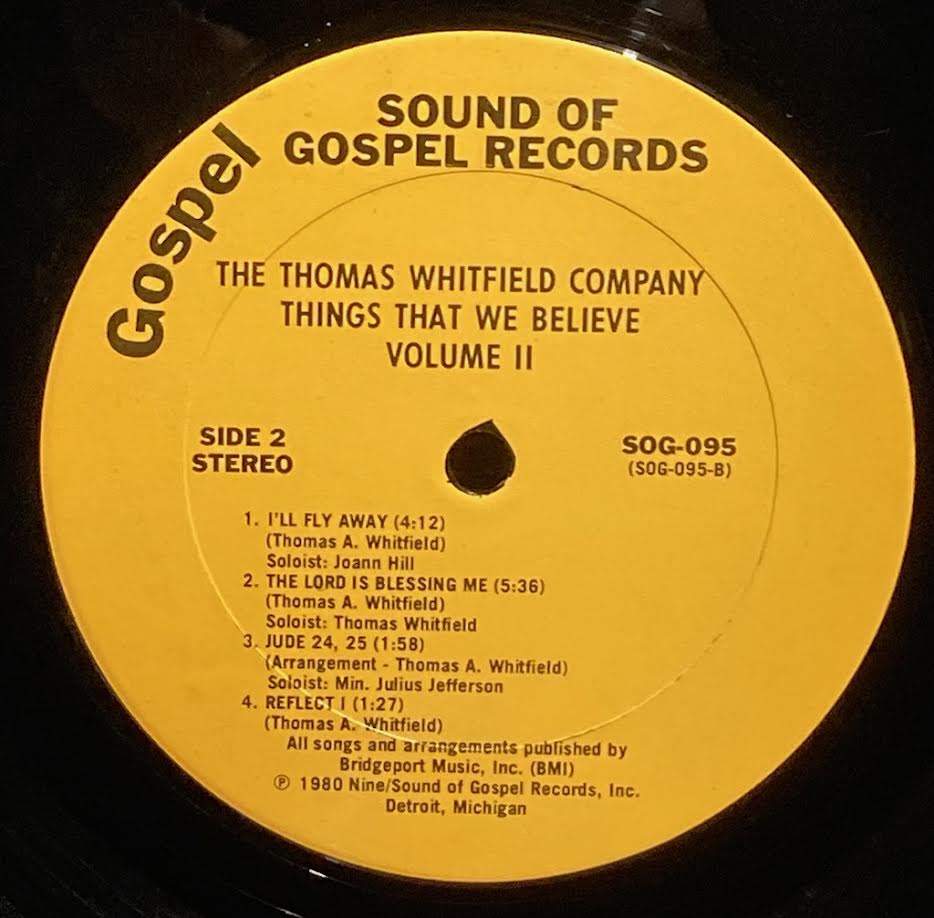 SOUND OF
GOSPEL RECORDS
Gospel
THE THOMAS WHITFIELD COMPANY
THINGS THAT WE BELIEVE
VOLUME II
SIDE 2
STEREO
SOG-095
(SOG-095-B)
1. I'LL FLY AWAY (4:12)
(Thomas A. Whitfield)
Soloist: Joann Hill
2. THE LORD IS BLESSING ME (5:36)
(Thomas A. Whitfield)
Soloist: Thomas Whitfield
3. JUDE 24, 25 (1:58)
(Arrangement - Thomas A. Whitfield)
Soloist: Min. Julius Jefferson
4. REFLECT I (1:27)
(Thomas A. Whitfield)
All songs and arrangements published by
Bridgeport Music, Inc. (BMI)
℗ 1980 Nine/Sound of Gospel Records, Inc.
Detroit, Michigan